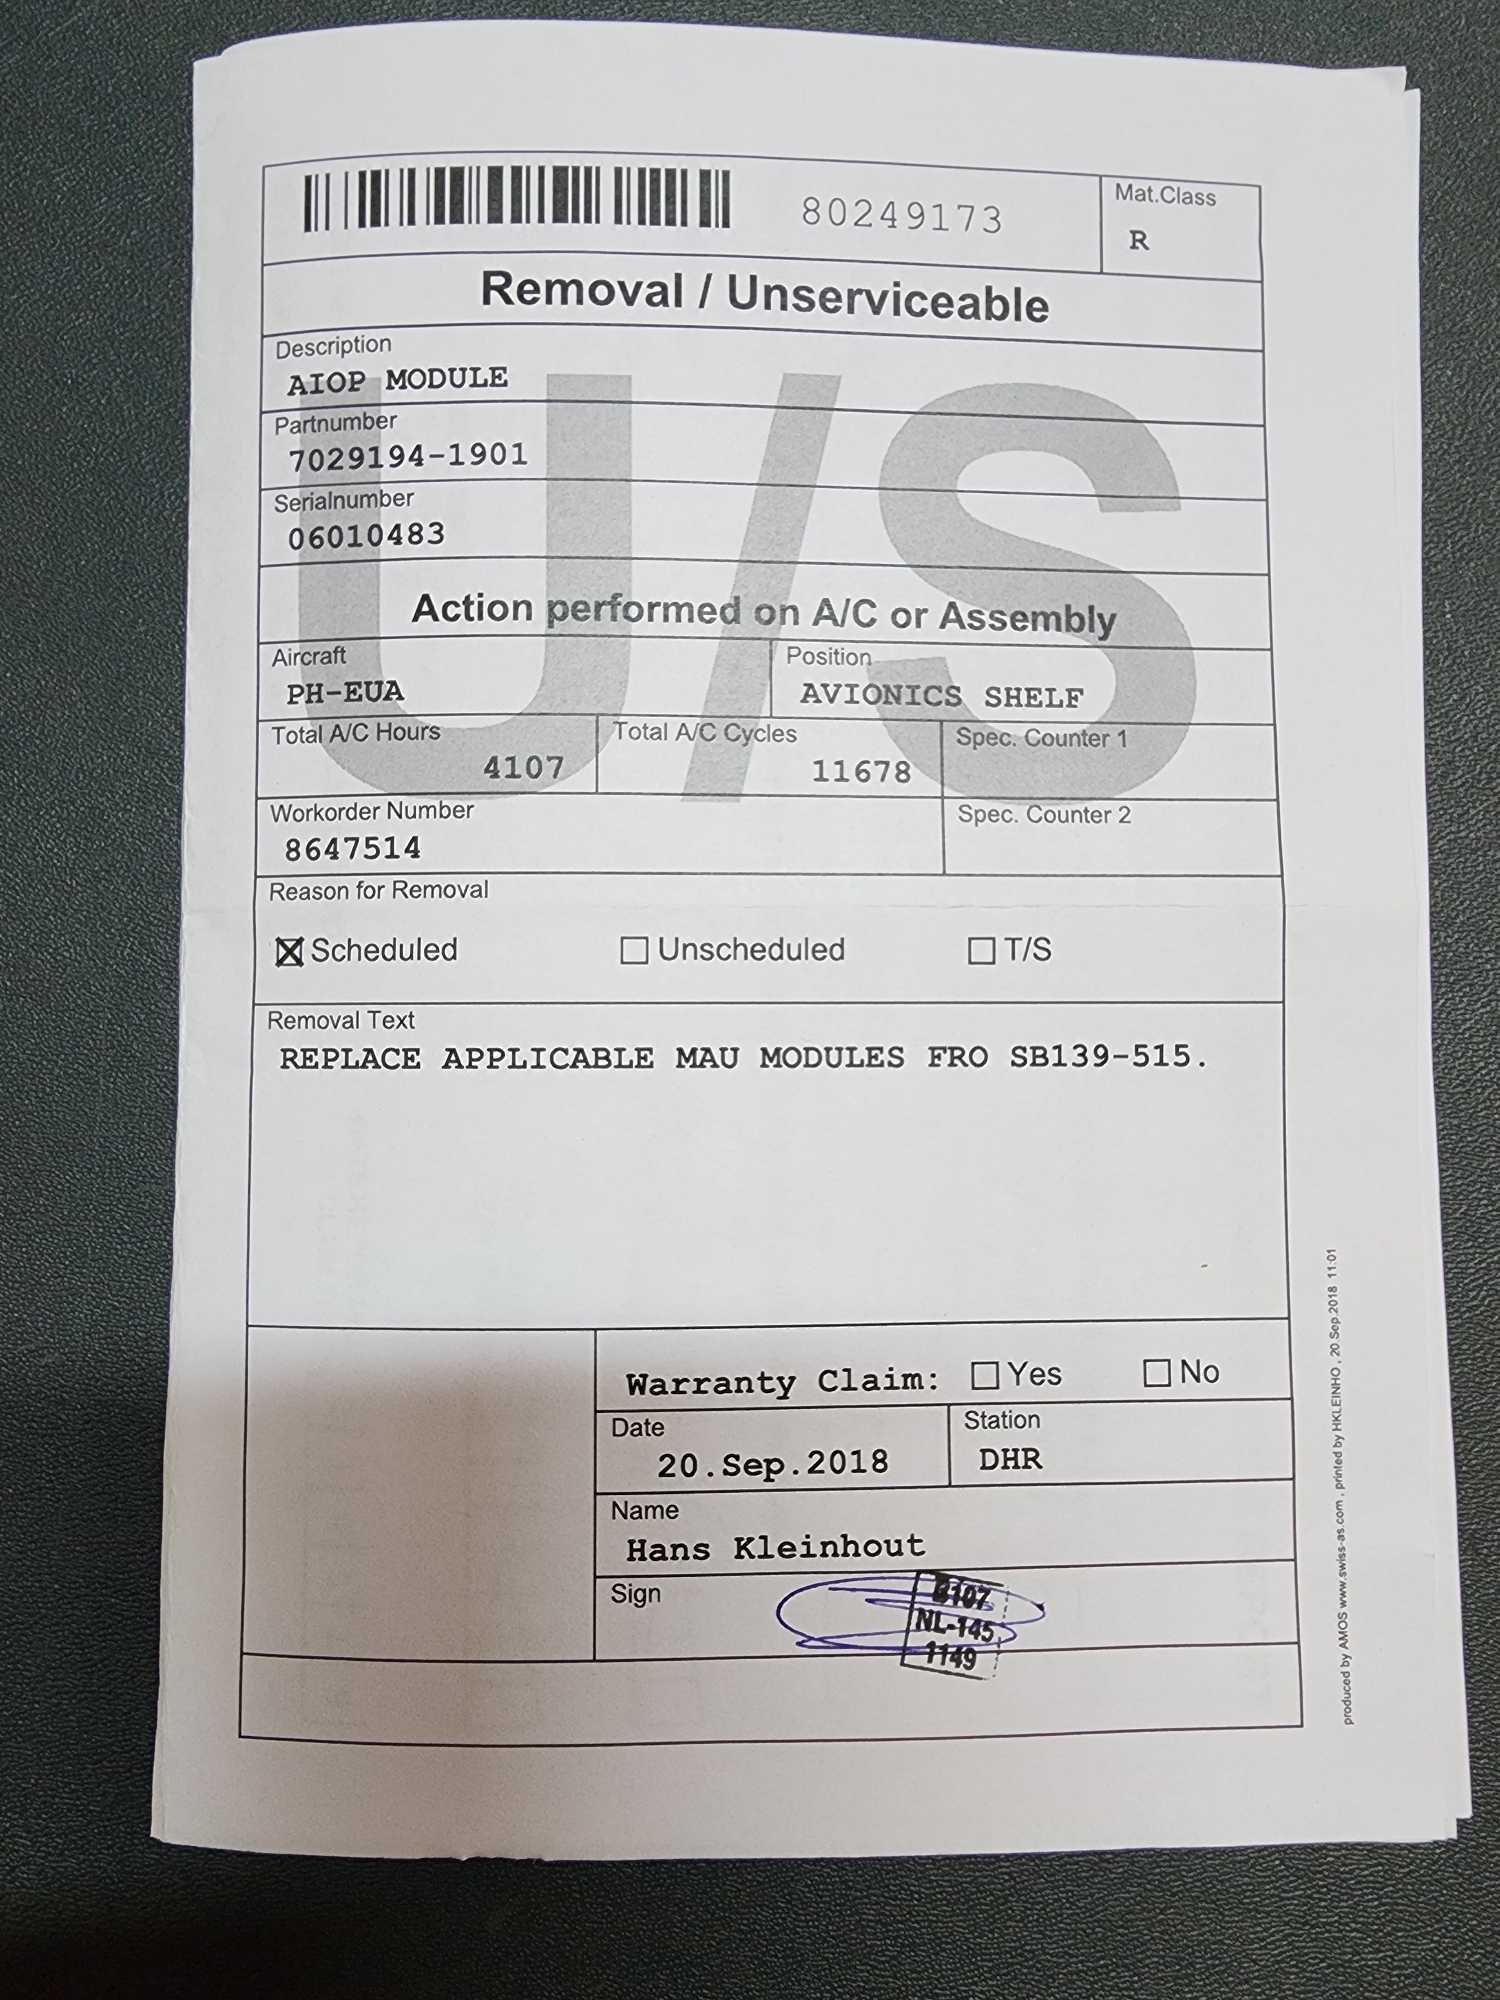 80249173
Mat.Class
R
Removal / Unserviceable
U/S
Description
AIOP MODULE
Partnumber
7029194-1901
Serialnumber
06010483
Action performed on A/C or Assembly
Aircraft
PH-EUA
Position
AVIONICS SHELF
Total A/C Hours
4107
Total A/C Cycles
11678
Spec. Counter 1
Workorder Number
8647514
Spec. Counter 2
Reason for Removal
Scheduled
Unscheduled
T/S
Removal Text
REPLACE APPLICABLE MAU MODULES FRO SB139-515.
Warranty Claim:
Yes
No
Date
20.Sep.2018
Station
DHR
Name
Hans Kleinhout
Sign
B107
NL-145
1149
produced by AMOS www.swiss-as.com , printed by HKLEINHO , 20.Sep.2018 11:01